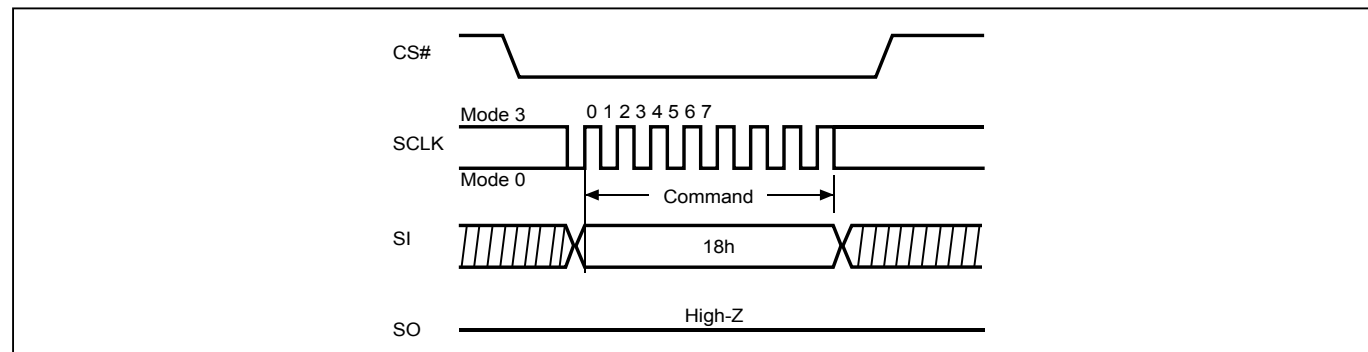 CS#
Mode 3
0 1 2 3 4 5 6 7
SCLK
Mode 0
Command
SI
18h
High-Z
SO